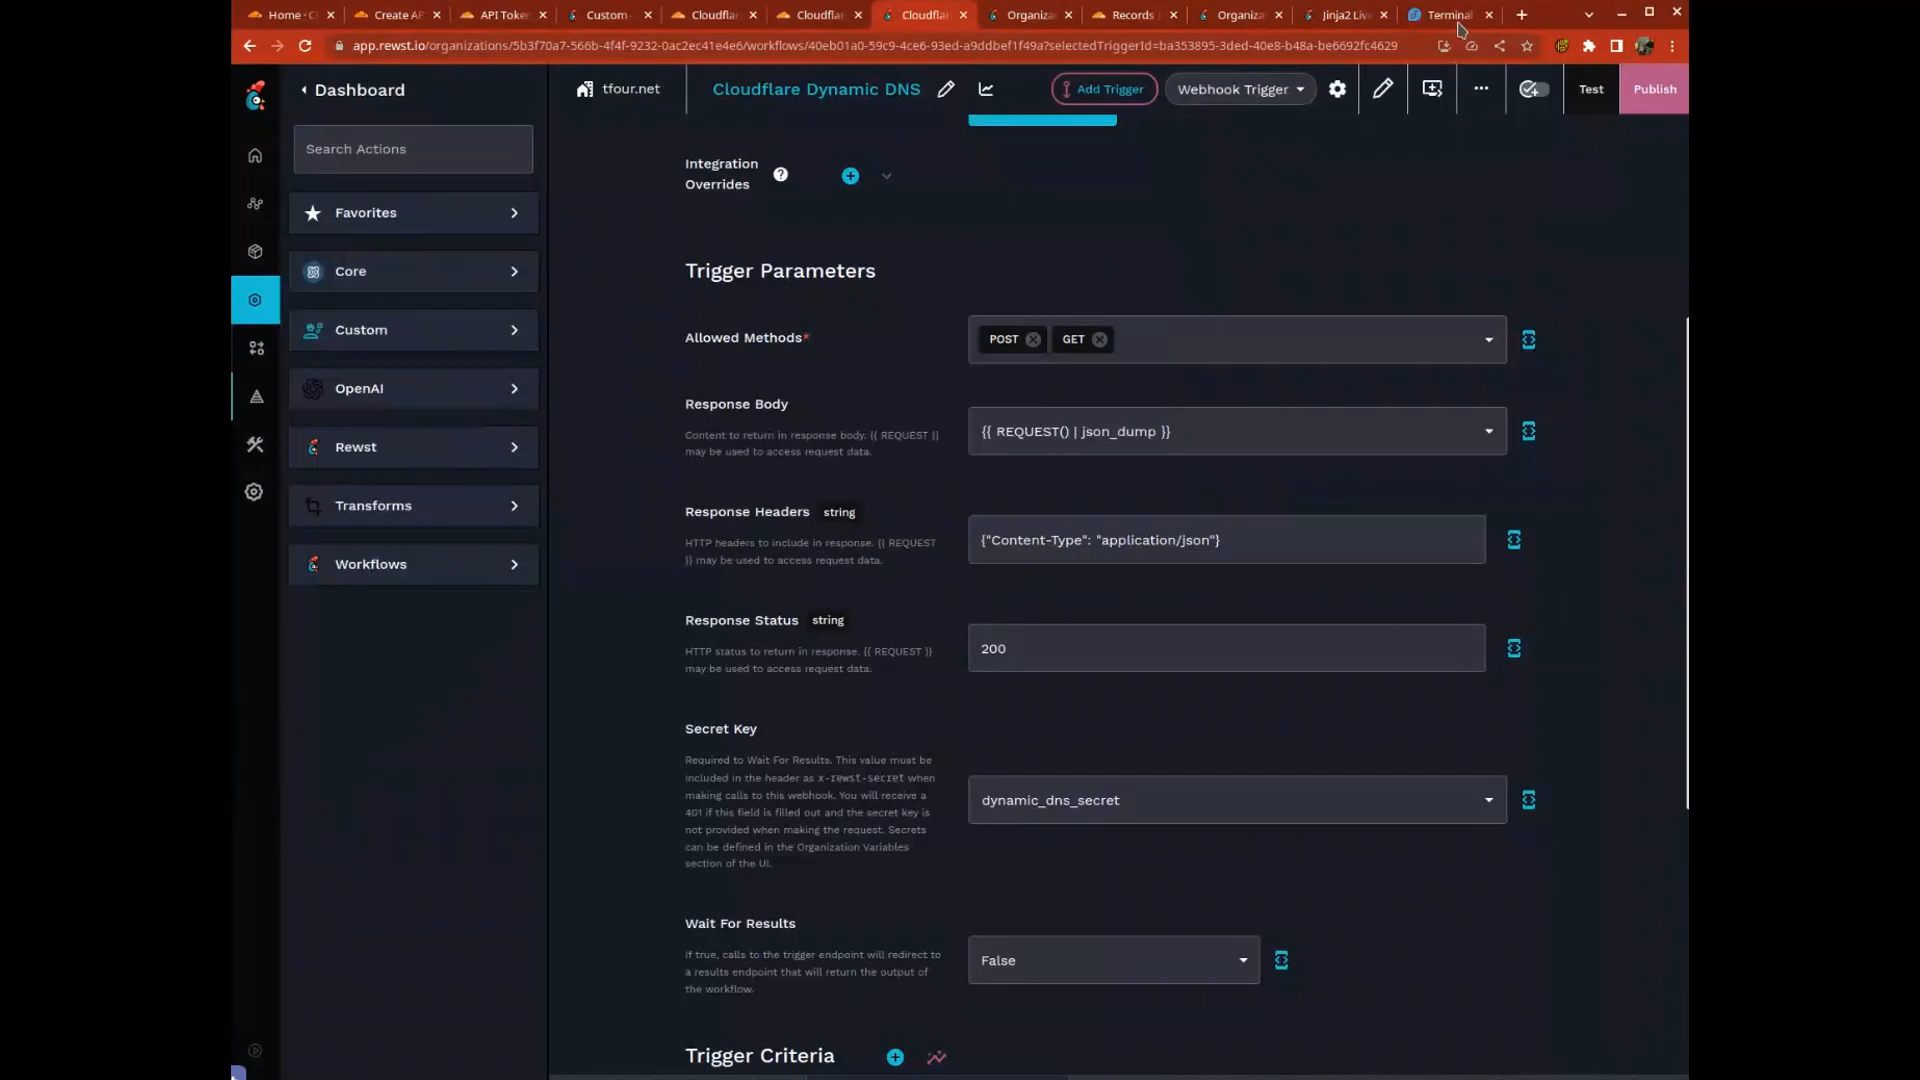 Home · C
Create AP
API Toke
Custom -
Cloudflar
Cloudflar
Cloudflar
Organiza
Records
Organiza
Jinja2 Liv
Terminal
app.rewst.io/organizations/5b3f70a7-566b-4f4f-9232-0ac2ec41e4e6/workflows/40eb01a0-59c9-4ce6-93ed-a9ddbef1f49a?selectedTriggerId=ba353895-3ded-40e8-b48a-be6692fc4629
Dashboard
tfour.net
Cloudflare Dynamic DNS
Add Trigger
Webhook Trigger
Test
Publish
Search Actions
Favorites
Core
Custom
OpenAI
Rewst
Transforms
Workflows
Integration
Overrides
Trigger Parameters
Allowed Methods*
POST
GET
Response Body
Content to return in response body. {{ REQUEST }}
may be used to access request data.
{{ REQUEST() | json_dump }}
Response Headers string
HTTP headers to include in response. {{ REQUEST
}} may be used to access request data.
{"Content-Type": "application/json"}
Response Status string
HTTP status to return in response. {{ REQUEST }}
may be used to access request data.
200
Secret Key
Required to Wait For Results. This value must be
included in the header as x-rewst-secret when
making calls to this webhook. You will receive a
401 if this field is filled out and the secret key is
not provided when making the request. Secrets
can be defined in the Organization Variables
section of the UI.
dynamic_dns_secret
Wait For Results
If true, calls to the trigger endpoint will redirect to
a results endpoint that will return the output of
the workflow.
False
Trigger Criteria